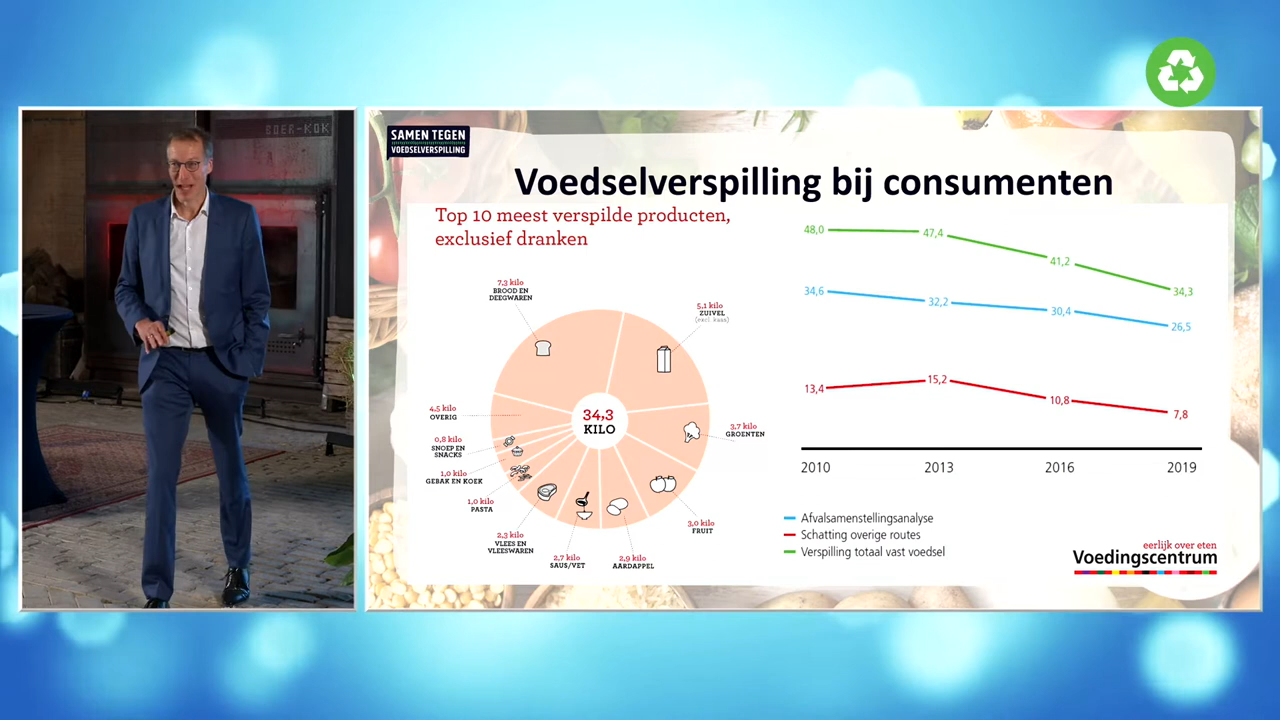 BOER-KOK
SAMEN TEGEN
VOEDSELVERSPILLING
Voedselverspilling bij consumenten
Top 10 meest verspilde producten,
exclusief dranken
7,3 kilo
BROOD EN
DEEGWAREN
5,1 kilo
ZUIVEL
(excl. kaas)
4,5 kilo
OVERIG
0,8 kilo
SNOEP EN
SNACKS
1,0 kilo
GEBAK EN KOEK
1,0 kilo
PASTA
2,3 kilo
VLEES EN
VLEESWAREN
2,7 kilo
SAUS/VET
2,9 kilo
AARDAPPEL
3,0 kilo
FRUIT
3,7 kilo
GROENTEN
34,3
KILO
48,0
47,4
41,2
34,3
34,6
32,2
30,4
26,5
13,4
15,2
10,8
7,8
2010
2013
2016
2019
Afvalsamenstellingsanalyse
Schatting overige routes
Verspilling totaal vast voedsel
eerlijk over eten
Voedingscentrum